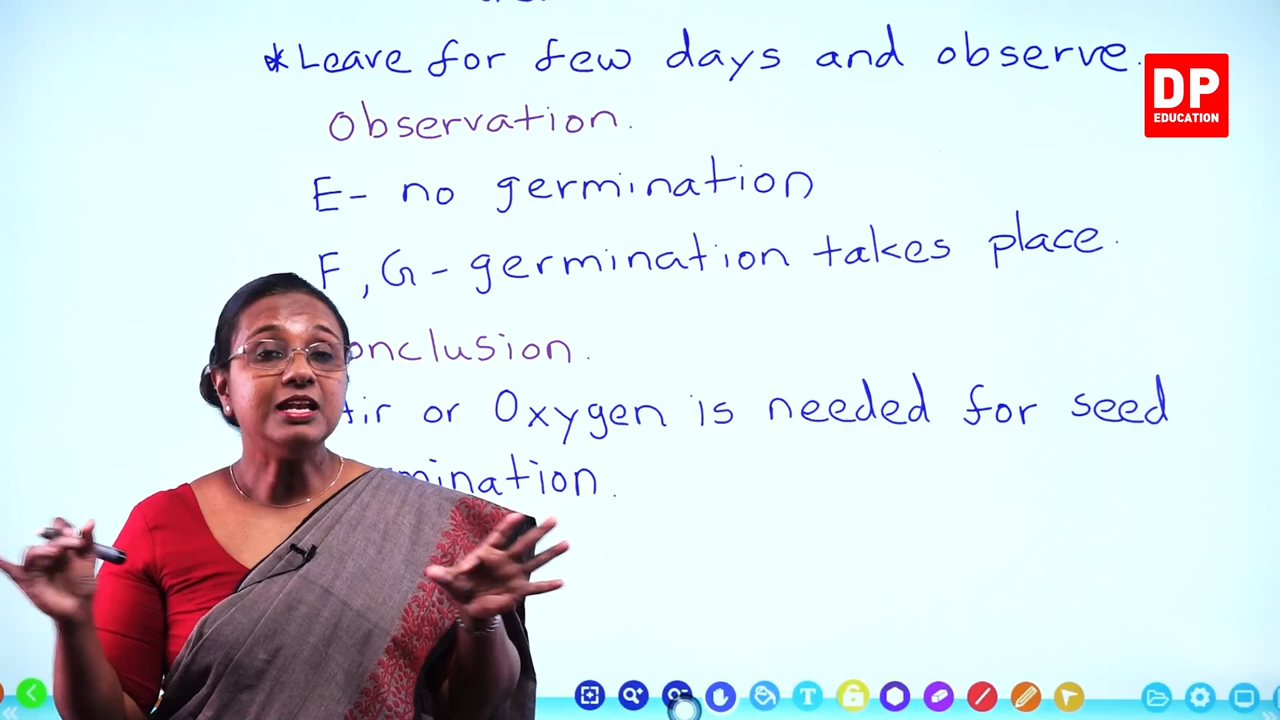 *Leave for few days and observe.
Observation.
E- no germination
F, G- germination takes place.
onclusion.
Air or Oxygen is needed for seed
mination.
DP
EDUCATION
T